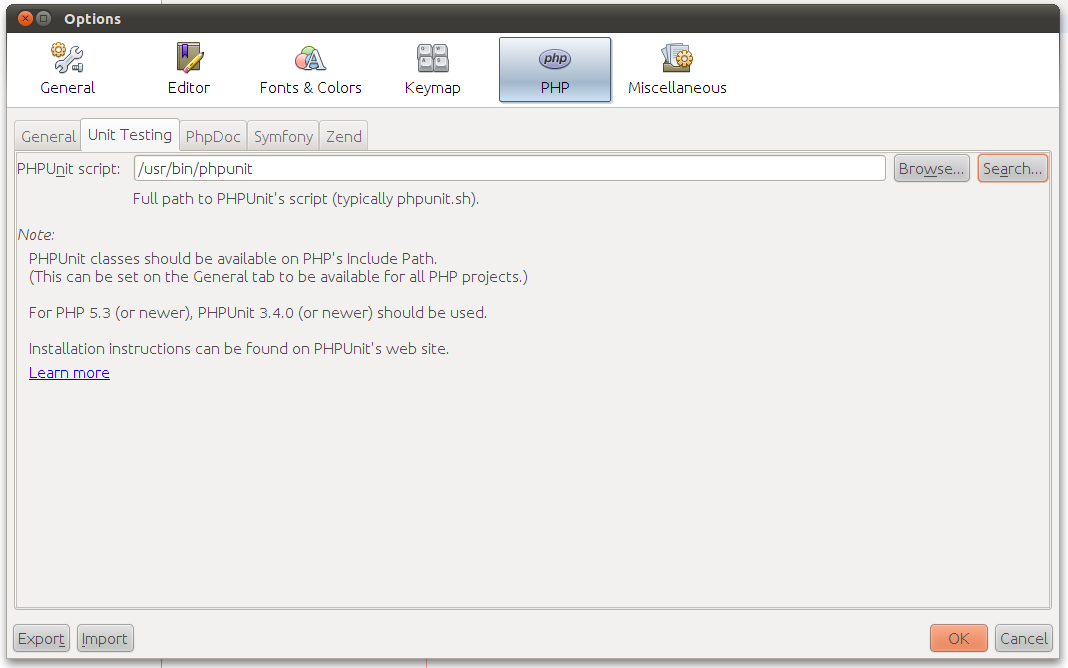 Options
General Editor Fonts & Colors Keymap php PHP Miscellaneous
General Unit Testing PhpDoc Symfony Zend
PHPUnit script: /usr/bin/phpunit Browse... Search...
Full path to PHPUnit's script (typically phpunit.sh).
Note:
PHPUnit classes should be available on PHP's Include Path.
(This can be set on the General tab to be available for all PHP projects.)
For PHP 5.3 (or newer), PHPUnit 3.4.0 (or newer) should be used.
Installation instructions can be found on PHPUnit's web site.
Learn more
Export Import OK Cancel